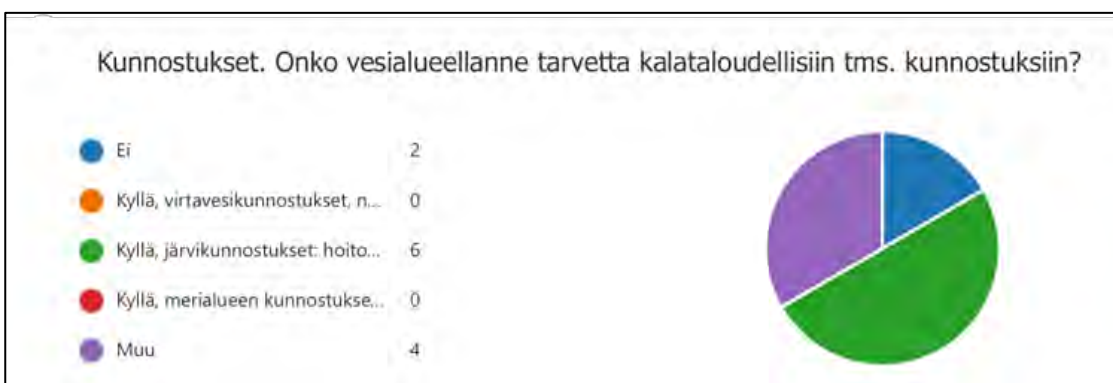 Kunnostukset. Onko vesialueellanne tarvetta kalataloudellisiin tms. kunnostuksiin?
Ei 2
Kyllä, virtavesikunnostukset, n... 0
Kyllä, järvikunnostukset: hoito... 6
Kyllä, merialueen kunnostukse... 0
Muu 4